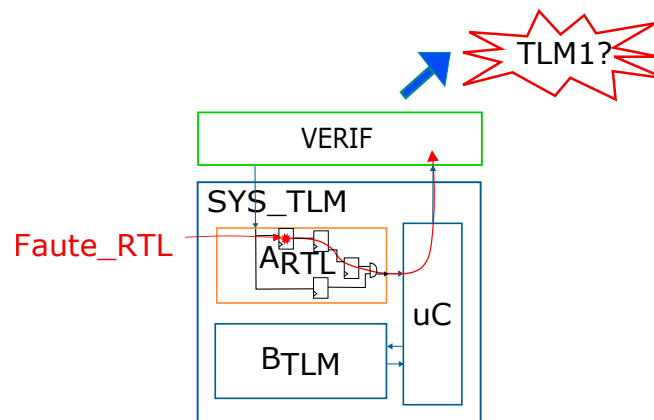 TLM1?
VERIF
SYS_TLM
Faute_RTL
ARTL
uC
BTLM